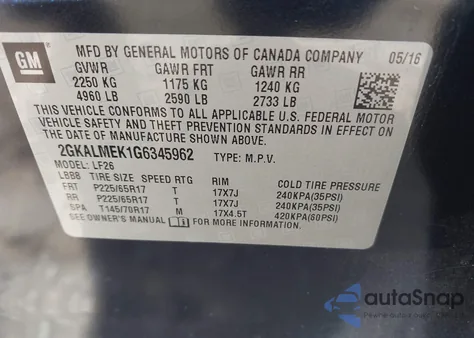 GM
MFD BY GENERAL MOTORS OF CANADA COMPANY 05/16
GVWR GAWR FRT GAWR RR
2250 KG 1175 KG 1240 KG
4960 LB 2590 LB 2733 LB
THIS VEHICLE CONFORMS TO ALL APPLICABLE U.S. FEDERAL MOTOR
VEHICLE SAFETY AND THEFT PREVENTION STANDARDS IN EFFECT ON
THE DATE OF MANUFACTURE SHOWN ABOVE.
2GKALMEK1G6345962 TYPE: M.P.V.
MODEL: LF26
LBBB TIRE SIZE SPEED RTG RIM COLD TIRE PRESSURE
FRT P225/65R17 T 17X7J 240KPA(35PSI)
RR P225/65R17 T 17X7J 240KPA(35PSI)
SPA T145/70R17 M 17X4.5T 420KPA(60PSI)
SEE OWNER'S MANUAL FOR MORE INFORMATION
autoSnap